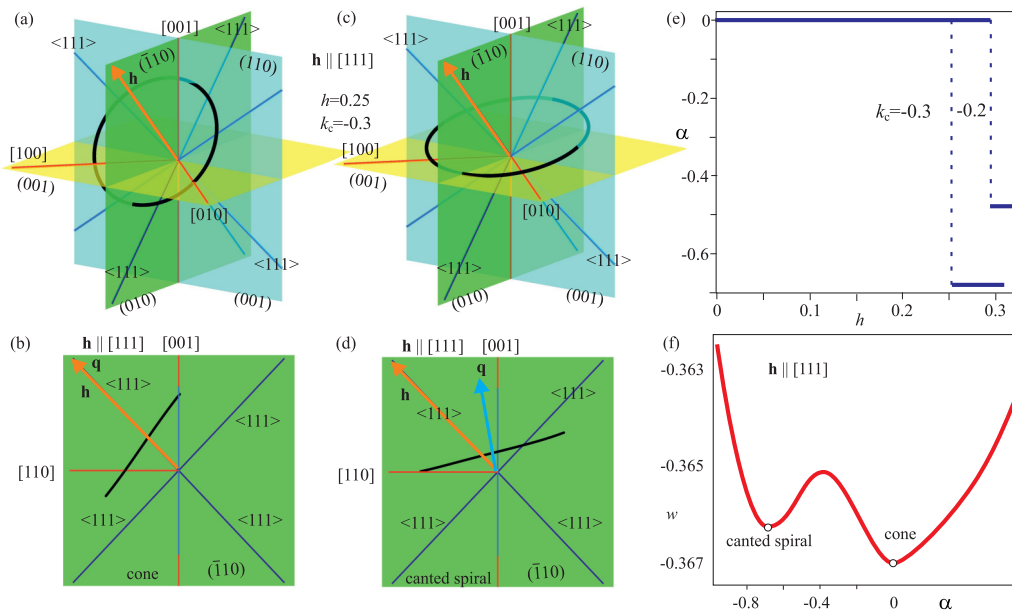 (a)
[001]
<111>
<111>
(1̄10)
(110)
h
[100]
(001)
[010]
<111>
<111>
(010)
(001)
(c)
h || [111]
h=0.25
kc=-0.3
[001]
<111>
<111>
(1̄10)
(110)
h
[100]
(001)
[010]
<111>
<111>
(010)
(001)
(e)
0
-0.2
-0.4
-0.6
α
kc=-0.3
-0.2
0
0.1
0.2
0.3
h
(b)
h || [111]
[001]
q
h
<111>
<111>
[110]
<111>
<111>
cone
(1̄10)
(d)
h || [111]
[001]
q
h
<111>
<111>
[110]
<111>
<111>
canted spiral
(1̄10)
(f)
h || [111]
-0.363
-0.365
-0.367
w
canted spiral
cone
-0.8
-0.4
0
α